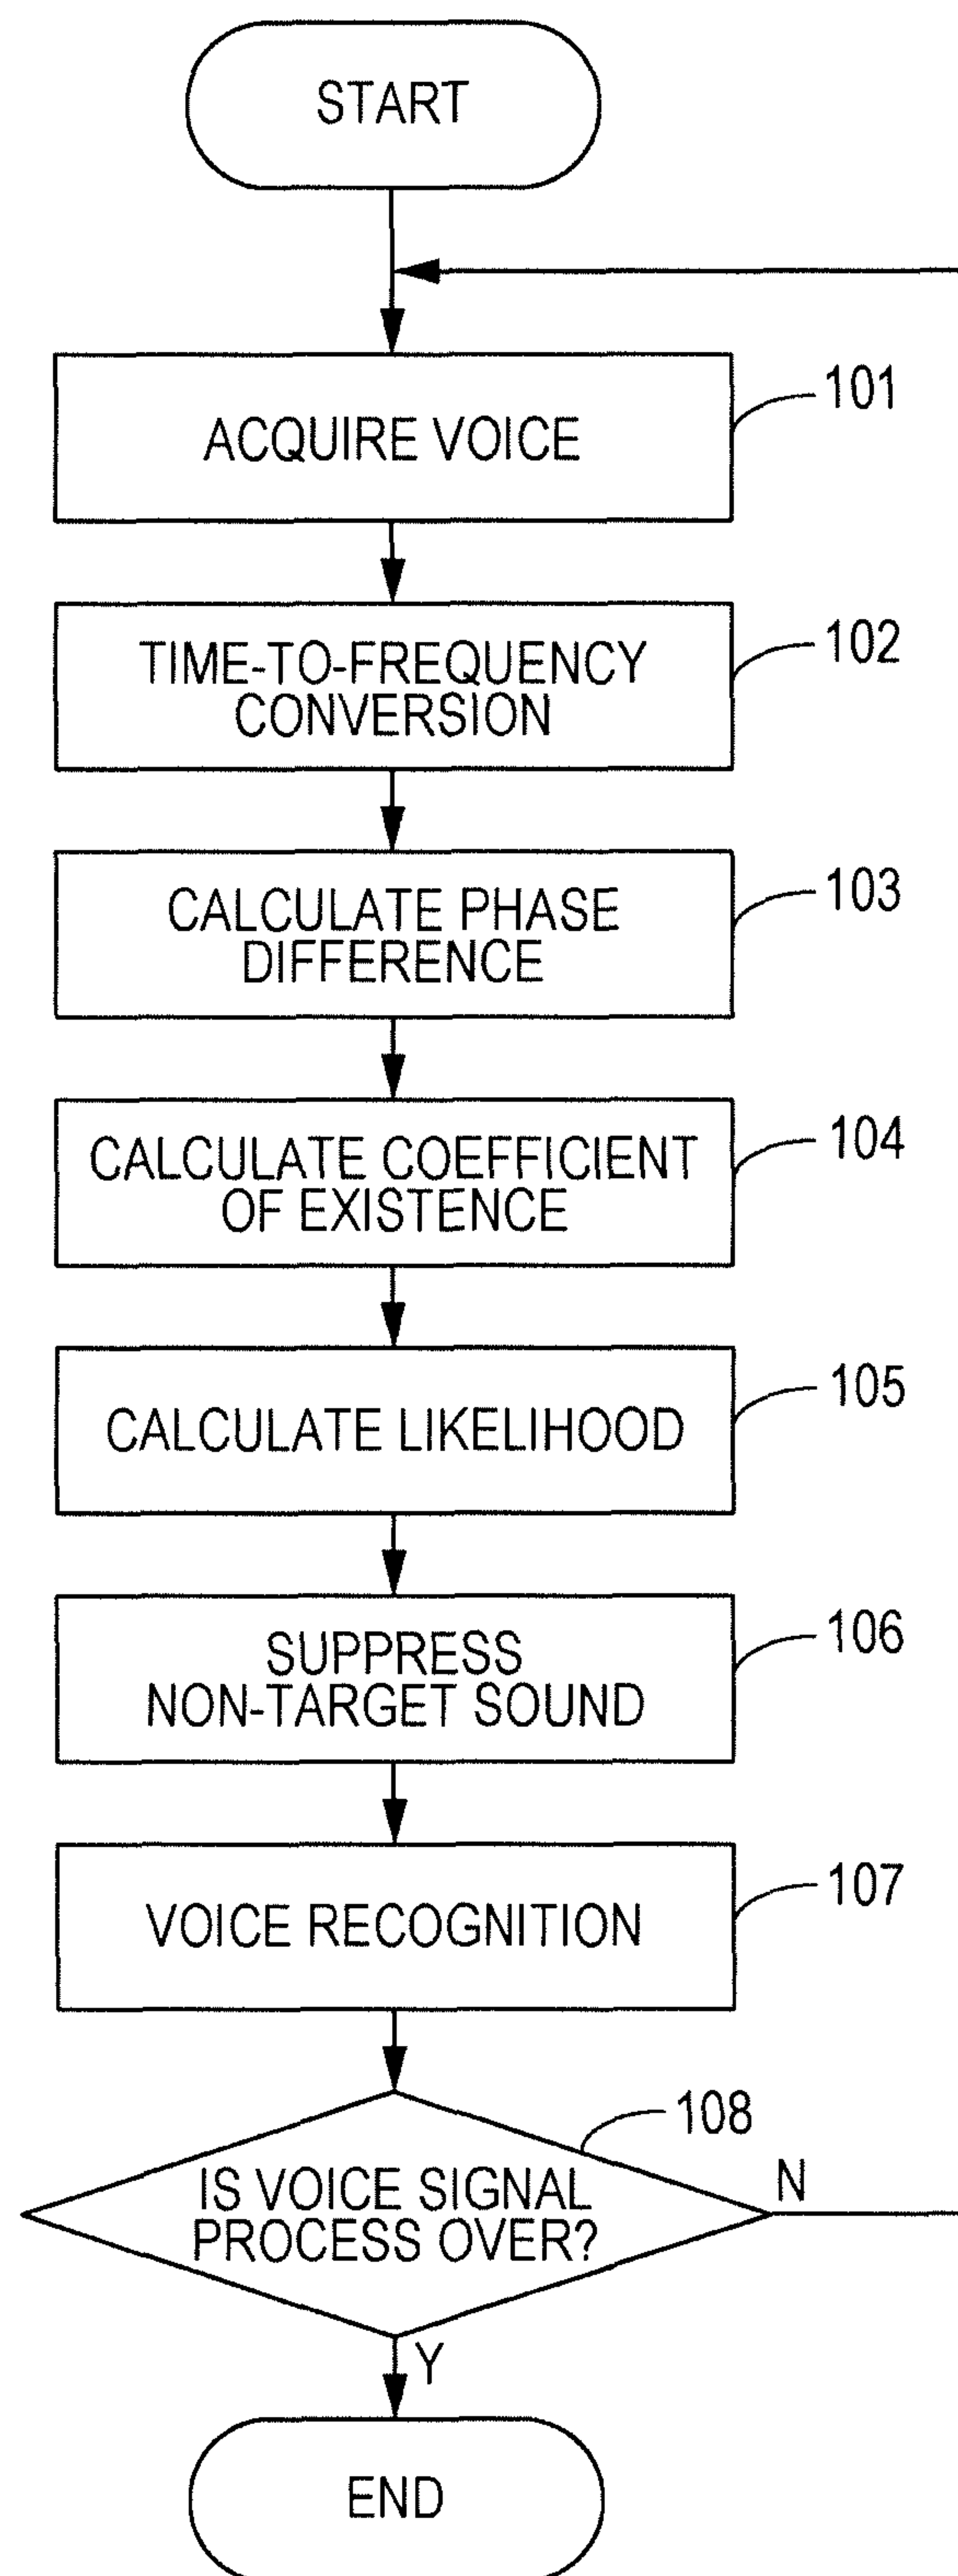 START
ACQUIRE VOICE
101
TIME-TO-FREQUENCY
CONVERSION
102
CALCULATE PHASE
DIFFERENCE
103
CALCULATE COEFFICIENT
OF EXISTENCE
104
CALCULATE LIKELIHOOD
105
SUPPRESS
NON-TARGET SOUND
106
VOICE RECOGNITION
107
108
IS VOICE SIGNAL
PROCESS OVER?
N
Y
END